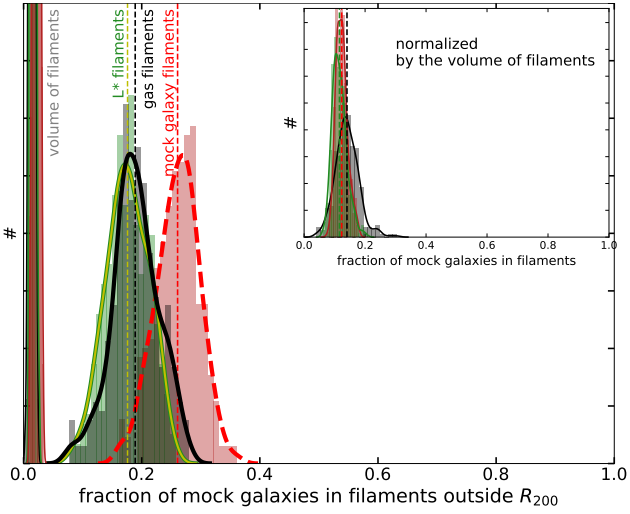 volume of filaments
L* filaments
gas filaments
mock galaxy filaments
#
0.0
0.2
0.4
0.6
0.8
1.0
fraction of mock galaxies in filaments outside R200
normalized
by the volume of filaments
#
0.0
0.2
0.4
0.6
0.8
1.0
fraction of mock galaxies in filaments